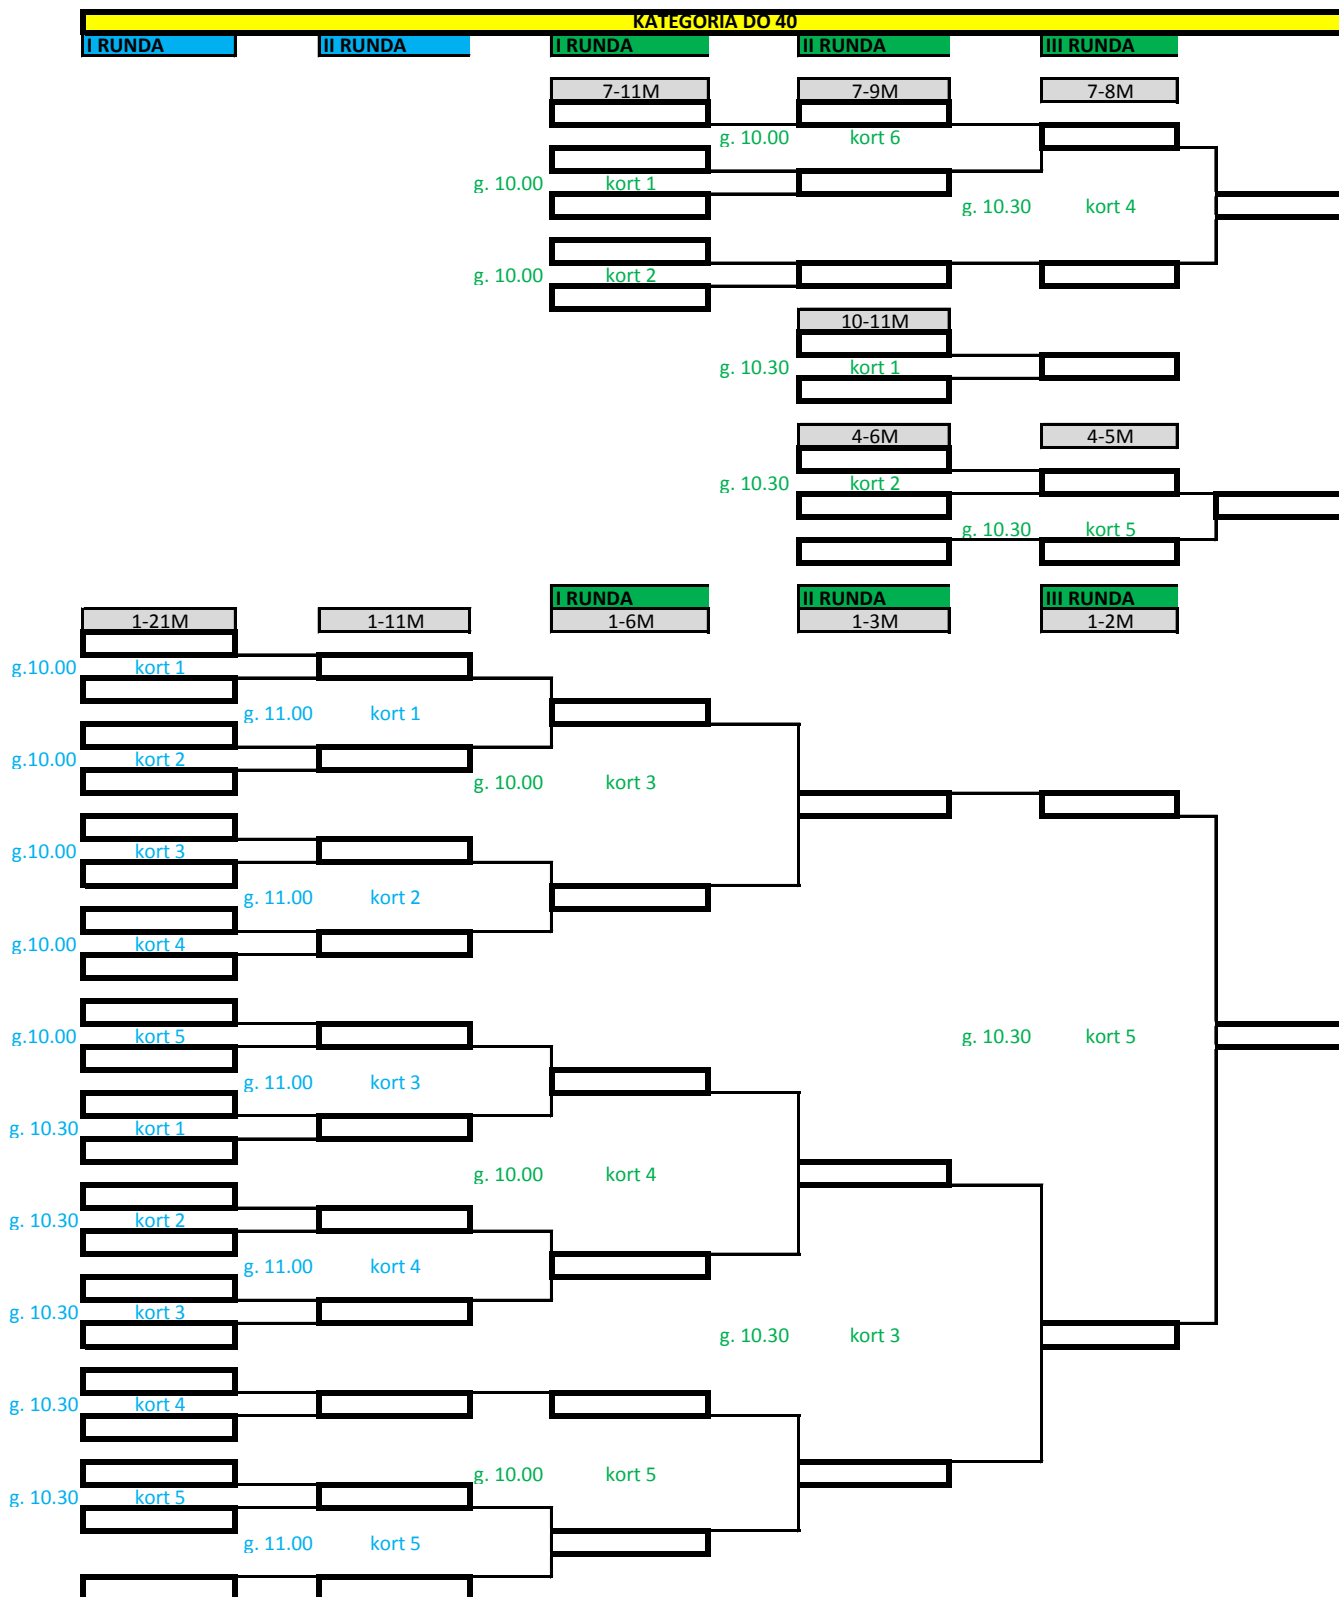 KATEGORIA DO 40
I RUNDA II RUNDA I RUNDA II RUNDA III RUNDA
7-11M 7-9M 7-8M
g. 10.00 kort 6
g. 10.00 kort 1
g. 10.30 kort 4
g. 10.00 kort 2
10-11M
g. 10.30 kort 1
4-6M 4-5M
g. 10.30 kort 2
g. 10.30 kort 5
I RUNDA II RUNDA III RUNDA
1-21M 1-11M 1-6M 1-3M 1-2M
g.10.00 kort 1
g. 11.00 kort 1
g.10.00 kort 2
g. 10.00 kort 3
g.10.00 kort 3
g. 11.00 kort 2
g.10.00 kort 4
g.10.00 kort 5 g. 10.30 kort 5
g. 11.00 kort 3
g. 10.30 kort 1
g. 10.00 kort 4
g. 10.30 kort 2
g. 11.00 kort 4
g. 10.30 kort 3
g. 10.30 kort 3
g. 10.30 kort 4
g. 10.00 kort 5
g. 10.30 kort 5
g. 11.00 kort 5